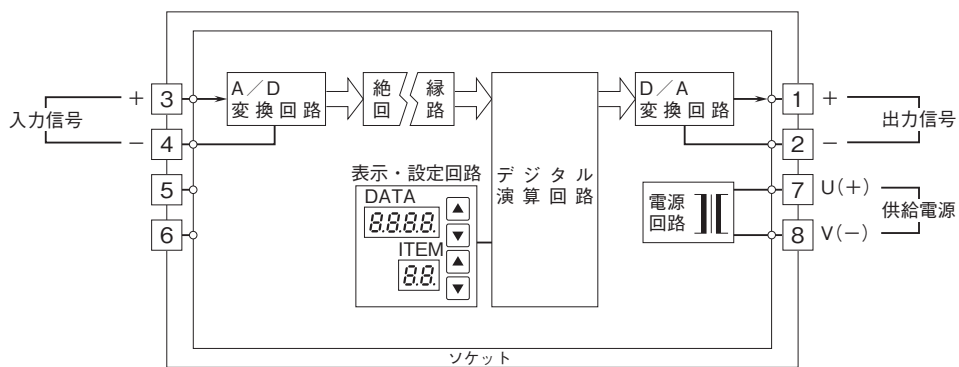 入力信号
+ 3
− 4
5
6
A/D
変換回路
絶 縁
回 路
表示・設定回路
DATA
8.8.8.8.
▲
▼
ITEM
8.8.
▲
▼
デジタル
演算回路
D/A
変換回路
電源
回路
1 +
2 −
出力信号
7 U(+)
8 V(−)
供給電源
ソケット